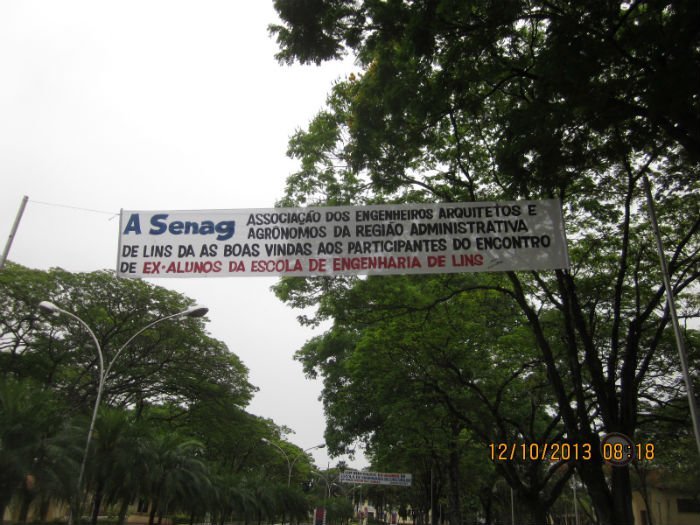 A Senag ASSOCIAÇÃO DOS ENGENHEIROS ARQUITETOS E
AGRÔNOMOS DA REGIÃO ADMINISTRATIVA
DE LINS DA AS BOAS VINDAS AOS PARTICIPANTES DO ENCONTRO
DE EX-ALUNOS DA ESCOLA DE ENGENHARIA DE LINS
12/10/2013 08:18